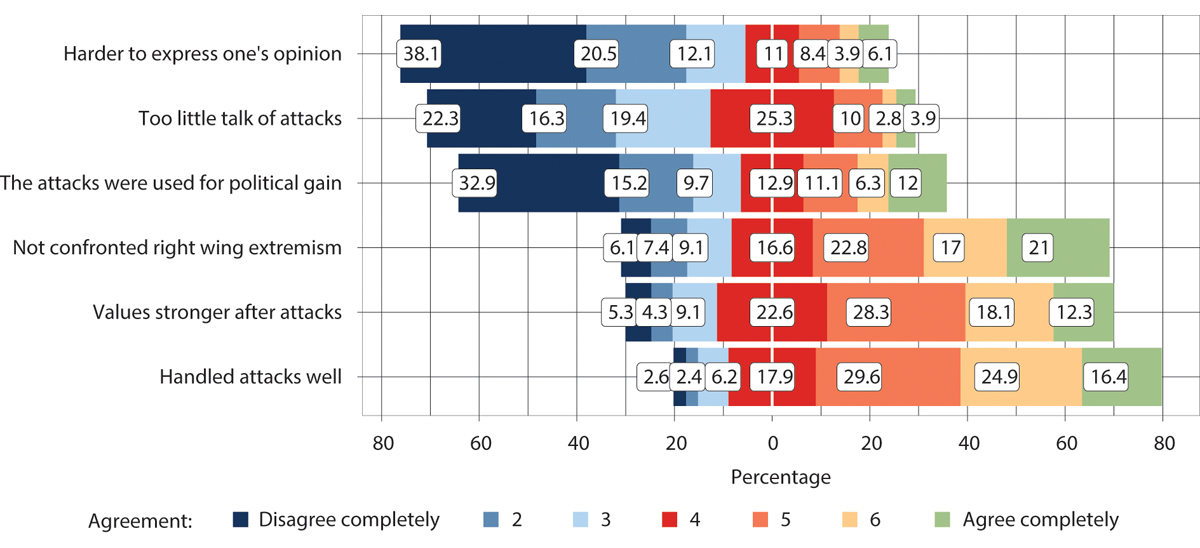 Harder to express one's opinion 38.1 20.5 12.1 11 8.4 3.9 6.1
Too little talk of attacks 22.3 16.3 19.4 25.3 10 2.8 3.9
The attacks were used for political gain 32.9 15.2 9.7 12.9 11.1 6.3 12
Not confronted right wing extremism 6.1 7.4 9.1 16.6 22.8 17 21
Values stronger after attacks 5.3 4.3 9.1 22.6 28.3 18.1 12.3
Handled attacks well 2.6 2.4 6.2 17.9 29.6 24.9 16.4
80 60 40 20 0 20 40 60 80
Percentage
Agreement: Disagree completely 2 3 4 5 6 Agree completely